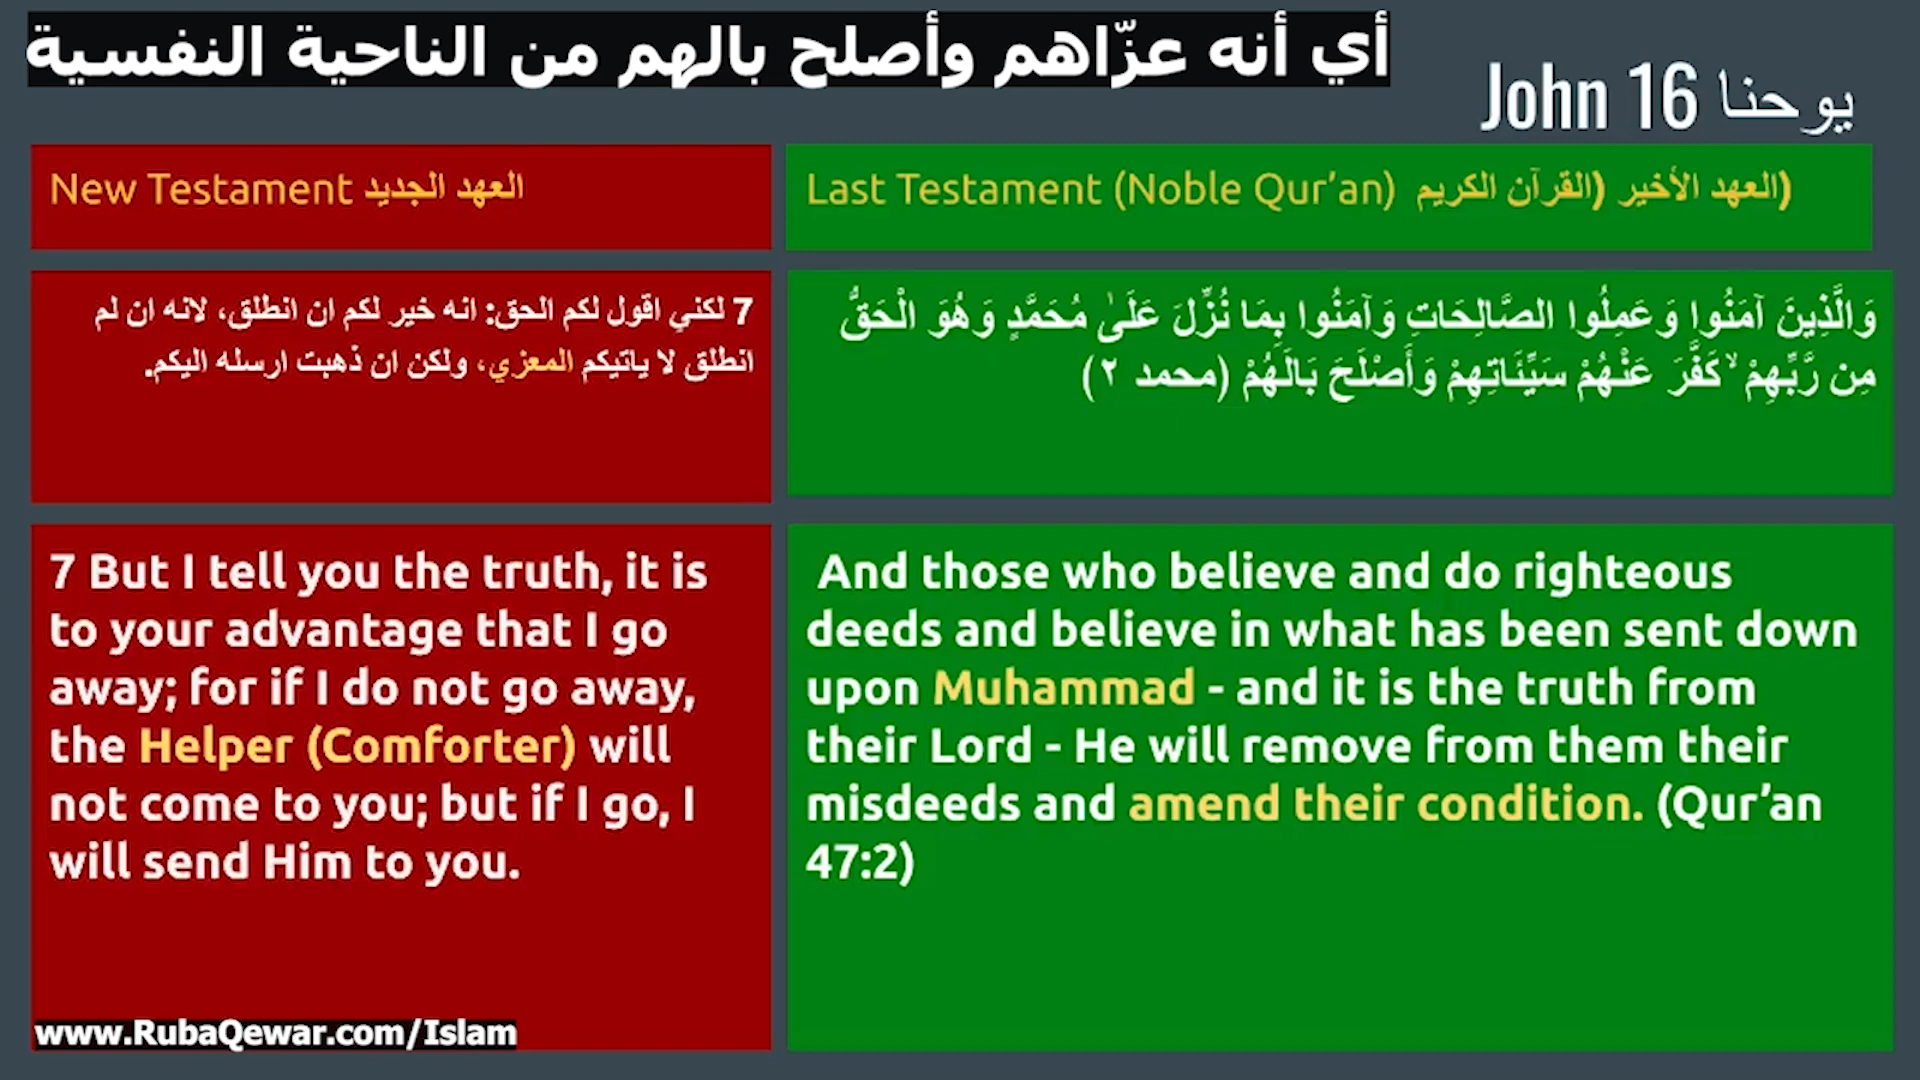 أي أنه عزّاهم وأصلح بالهم من الناحية النفسية
John 16 يوحنا
New Testament العهد الجديد
Last Testament (Noble Qur’an) العهد الأخير (القرآن الكريم)
7 لكني اقول لكم الحق: انه خير لكم ان انطلق، لانه ان لم
انطلق لا ياتيكم المعزي، ولكن ان ذهبت ارسله اليكم.
وَالَّذِينَ آمَنُوا وَعَمِلُوا الصَّالِحَاتِ وَآمَنُوا بِمَا نُزِّلَ عَلَىٰ مُحَمَّدٍ وَهُوَ الْحَقُّ
مِن رَّبِّهِمْ ۙ كَفَّرَ عَنْهُمْ سَيِّئَاتِهِمْ وَأَصْلَحَ بَالَهُمْ (محمد ٢)
7 But I tell you the truth, it is
to your advantage that I go
away; for if I do not go away,
the Helper (Comforter) will
not come to you; but if I go, I
will send Him to you.
And those who believe and do righteous
deeds and believe in what has been sent down
upon Muhammad - and it is the truth from
their Lord - He will remove from them their
misdeeds and amend their condition. (Qur’an
47:2)
www.RubaQewar.com/Islam